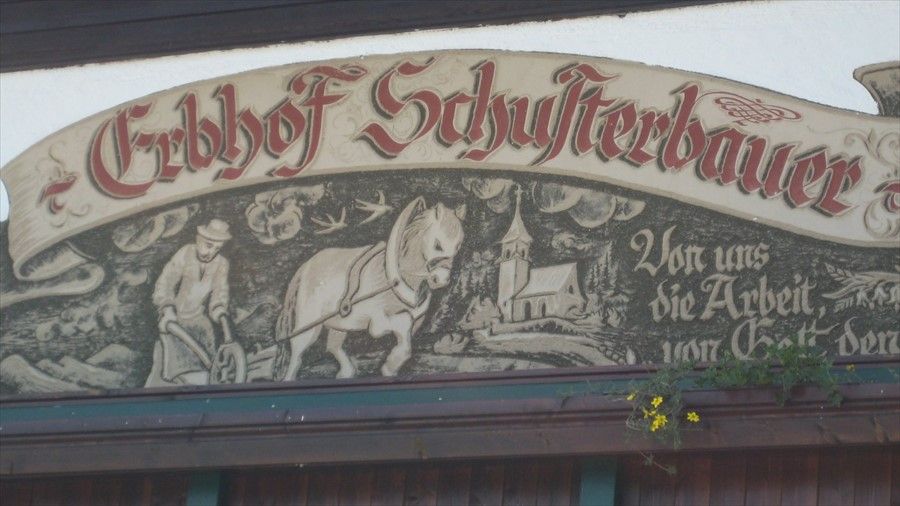 Erbhof Schusterbauer
Von uns
die Arbeit,
von Gott den